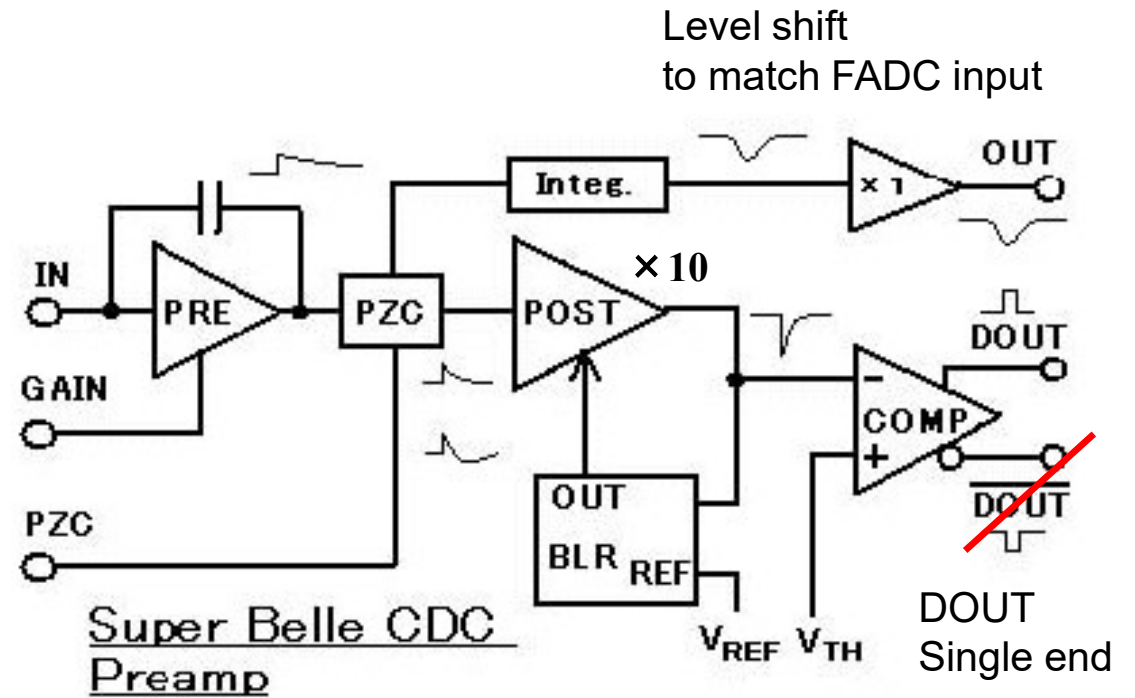 Level shift
to match FADC input
OUT
Integ.
×1
IN
PRE
PZC
POST
×10
DOUT
GAIN
COMP
-
+
DOUT
OUT
PZC
BLR
REF
Super Belle CDC
Preamp
VREF
VTH
DOUT
Single end